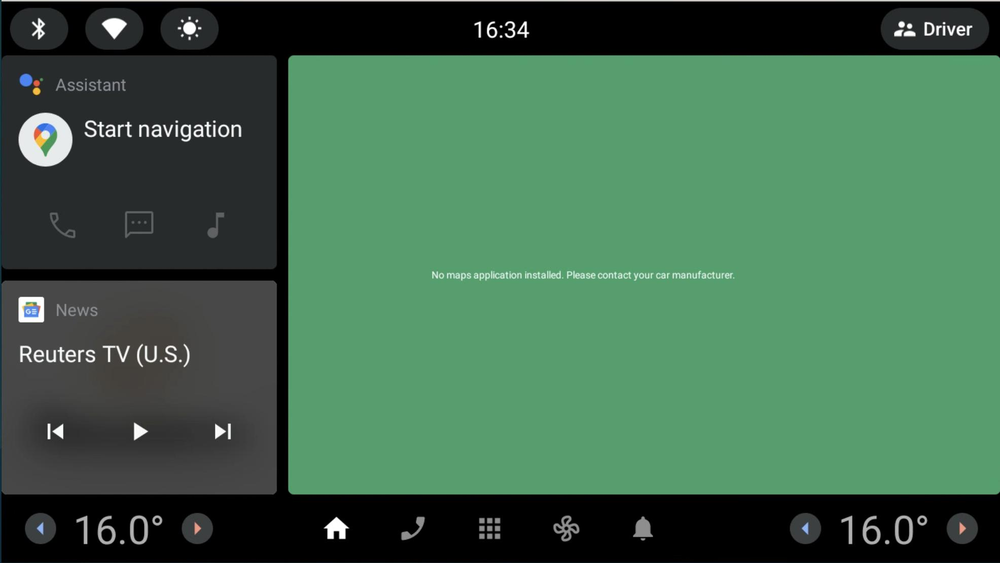 16:34
Driver
Assistant
Start navigation
No maps application installed. Please contact your car manufacturer.
GE
News
Reuters TV (U.S.)
16.0°
16.0°